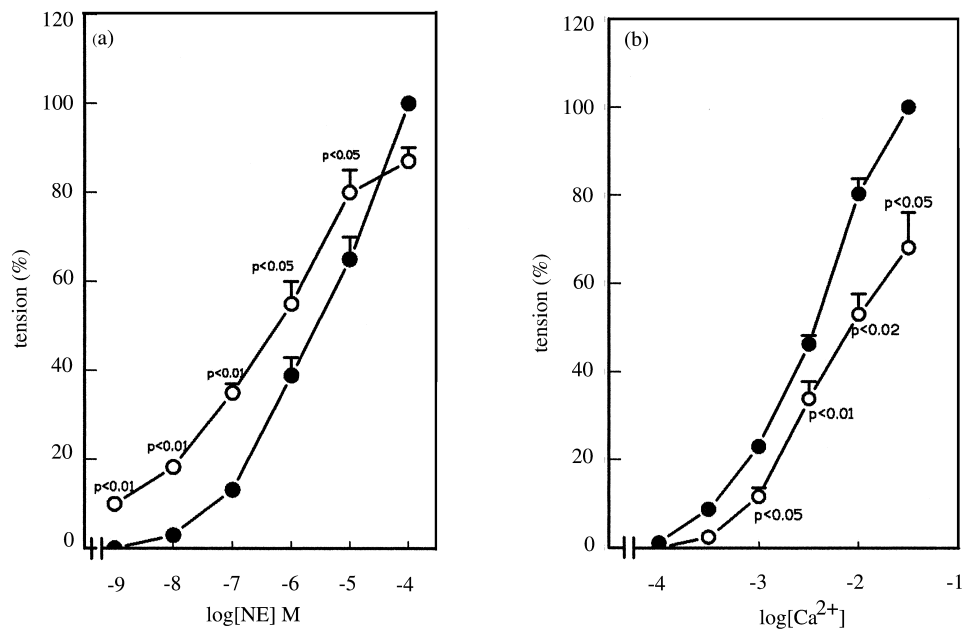 (a)
120
100
80
60
40
20
0
tension (%)
p<0.01
p<0.01
p<0.01
p<0.05
p<0.05
-9 -8 -7 -6 -5 -4
log[NE] M
(b)
120
100
80
60
40
20
0
tension (%)
p<0.05
p<0.02
p<0.01
p<0.05
-4 -3 -2 -1
log[Ca2+]